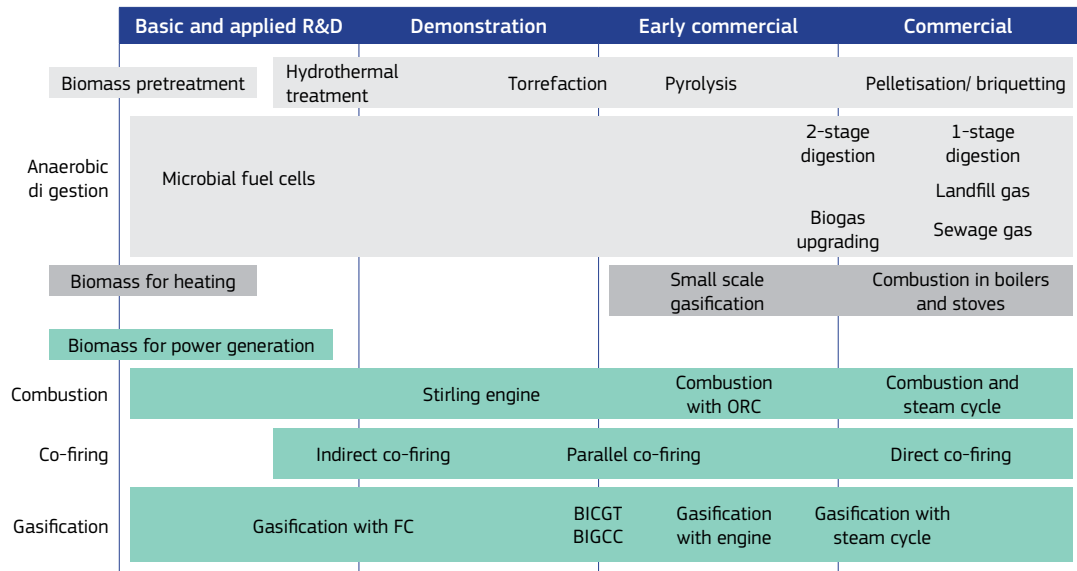 Basic and applied R&D Demonstration Early commercial Commercial
Biomass pretreatment
Hydrothermal
treatment
Torrefaction
Pyrolysis
Pelletisation/ briquetting
Anaerobic
di gestion
Microbial fuel cells
2-stage
digestion
1-stage
digestion
Landfill gas
Biogas
upgrading
Sewage gas
Biomass for heating
Small scale
gasification
Combustion in boilers
and stoves
Biomass for power generation
Combustion
Stirling engine
Combustion
with ORC
Combustion and
steam cycle
Co-firing
Indirect co-firing
Parallel co-firing
Direct co-firing
Gasification
Gasification with FC
BICGT
BIGCC
Gasification
with engine
Gasification with
steam cycle